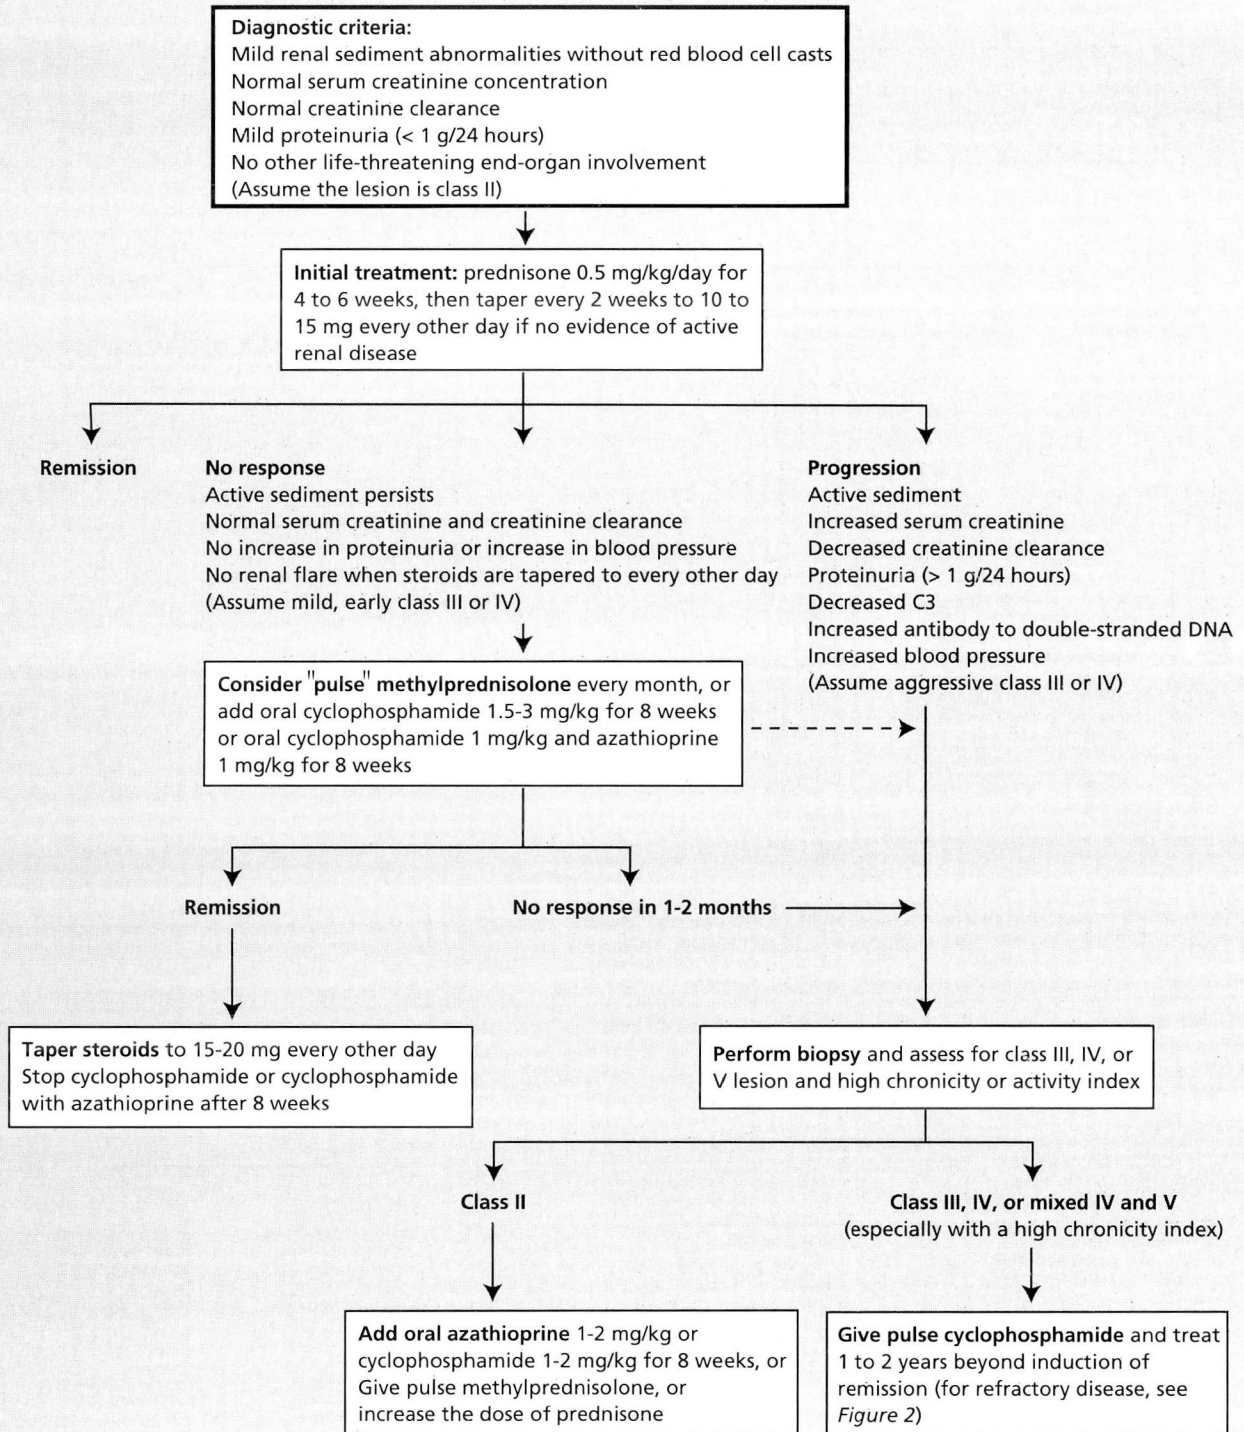 Diagnostic criteria:
Mild renal sediment abnormalities without red blood cell casts
Normal serum creatinine concentration
Normal creatinine clearance
Mild proteinuria (< 1 g/24 hours)
No other life-threatening end-organ involvement
(Assume the lesion is class II)
Initial treatment: prednisone 0.5 mg/kg/day for
4 to 6 weeks, then taper every 2 weeks to 10 to
15 mg every other day if no evidence of active
renal disease
Remission
No response
Active sediment persists
Normal serum creatinine and creatinine clearance
No increase in proteinuria or increase in blood pressure
No renal flare when steroids are tapered to every other day
(Assume mild, early class III or IV)
Progression
Active sediment
Increased serum creatinine
Decreased creatinine clearance
Proteinuria (> 1 g/24 hours)
Decreased C3
Increased antibody to double-stranded DNA
Increased blood pressure
(Assume aggressive class III or IV)
Consider "pulse" methylprednisolone every month, or
add oral cyclophosphamide 1.5-3 mg/kg for 8 weeks
or oral cyclophosphamide 1 mg/kg and azathioprine
1 mg/kg for 8 weeks
Remission
No response in 1-2 months
Taper steroids to 15-20 mg every other day
Stop cyclophosphamide or cyclophosphamide
with azathioprine after 8 weeks
Perform biopsy and assess for class III, IV, or
V lesion and high chronicity or activity index
Class II
Class III, IV, or mixed IV and V
(especially with a high chronicity index)
Add oral azathioprine 1-2 mg/kg or
cyclophosphamide 1-2 mg/kg for 8 weeks, or
Give pulse methylprednisolone, or
increase the dose of prednisone
Give pulse cyclophosphamide and treat
1 to 2 years beyond induction of
remission (for refractory disease, see
Figure 2)